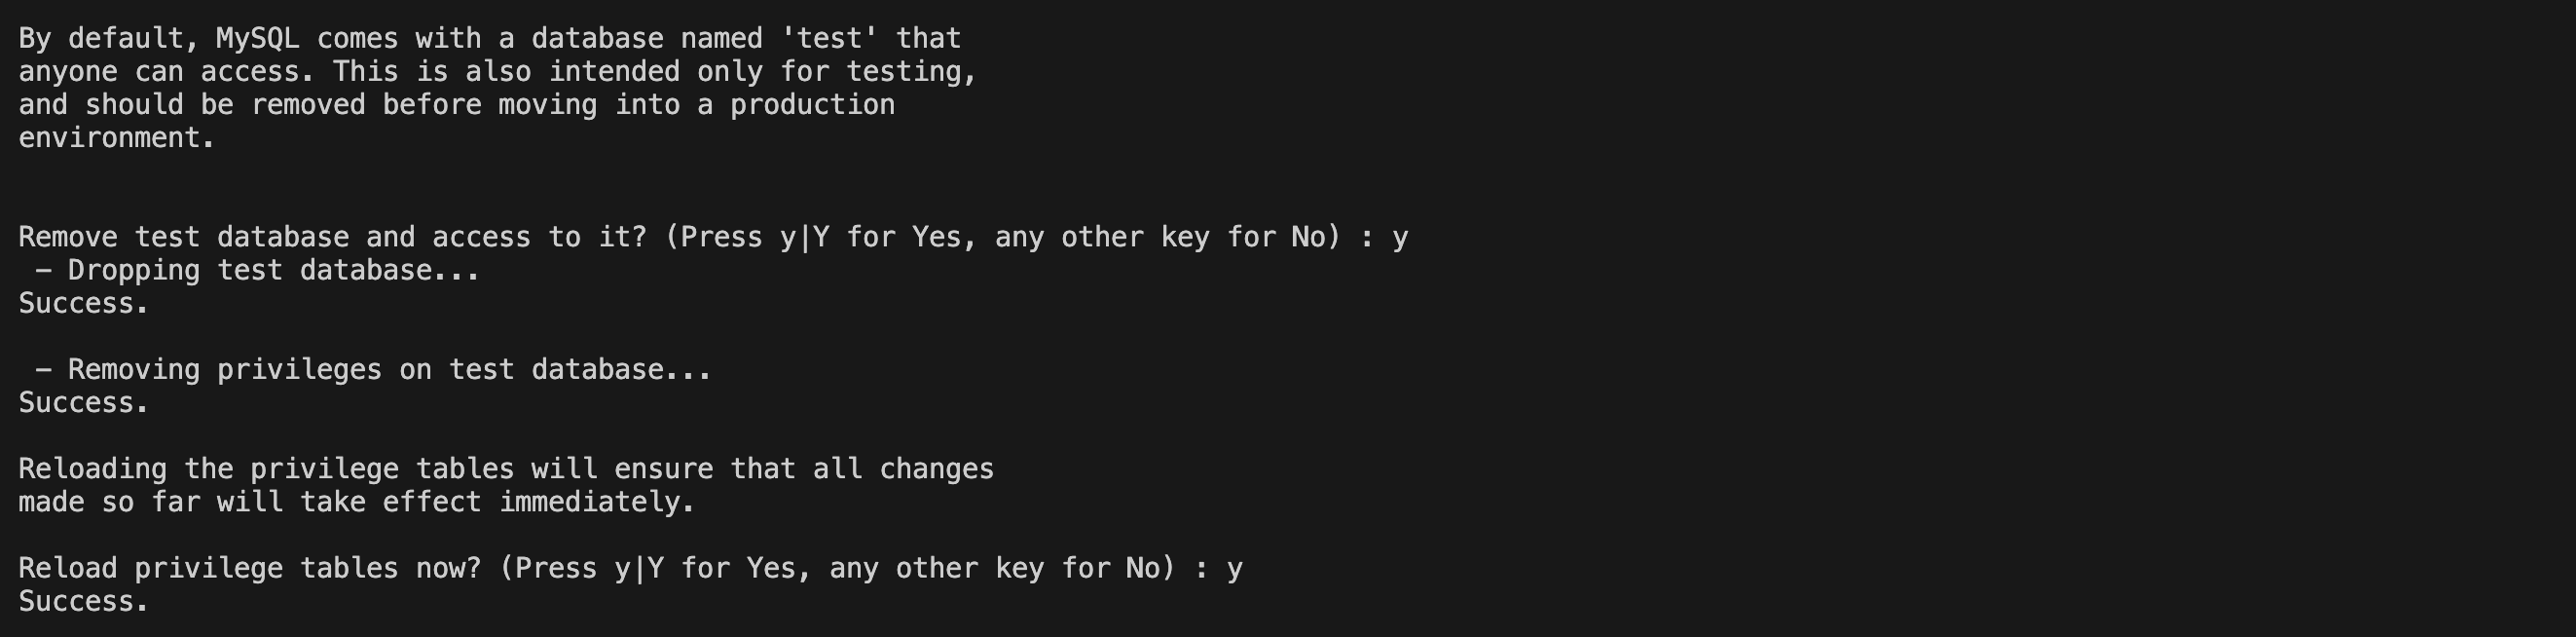 By default, MySQL comes with a database named 'test' that
anyone can access. This is also intended only for testing,
and should be removed before moving into a production
environment.
Remove test database and access to it? (Press y|Y for Yes, any other key for No) : y
 - Dropping test database...
Success.
 - Removing privileges on test database...
Success.
Reloading the privilege tables will ensure that all changes
made so far will take effect immediately.
Reload privilege tables now? (Press y|Y for Yes, any other key for No) : y
Success.